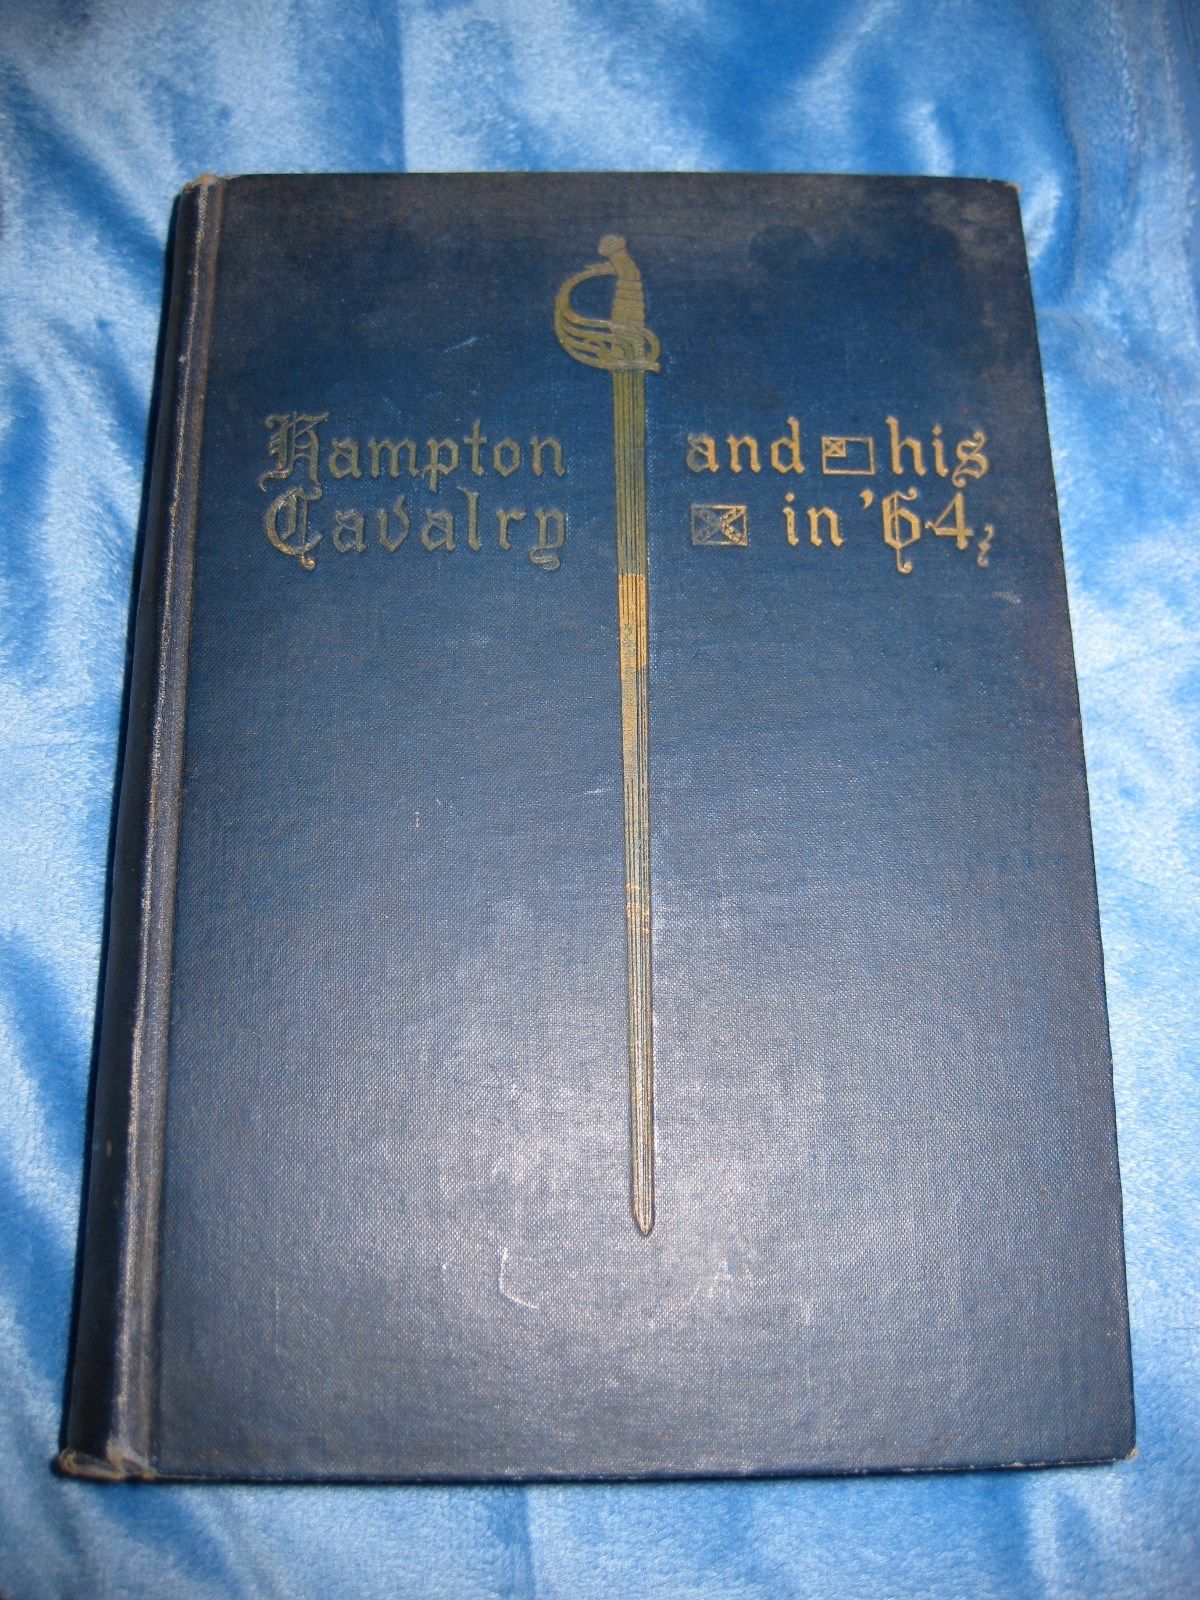 Hampton and his
Cavalry in '64